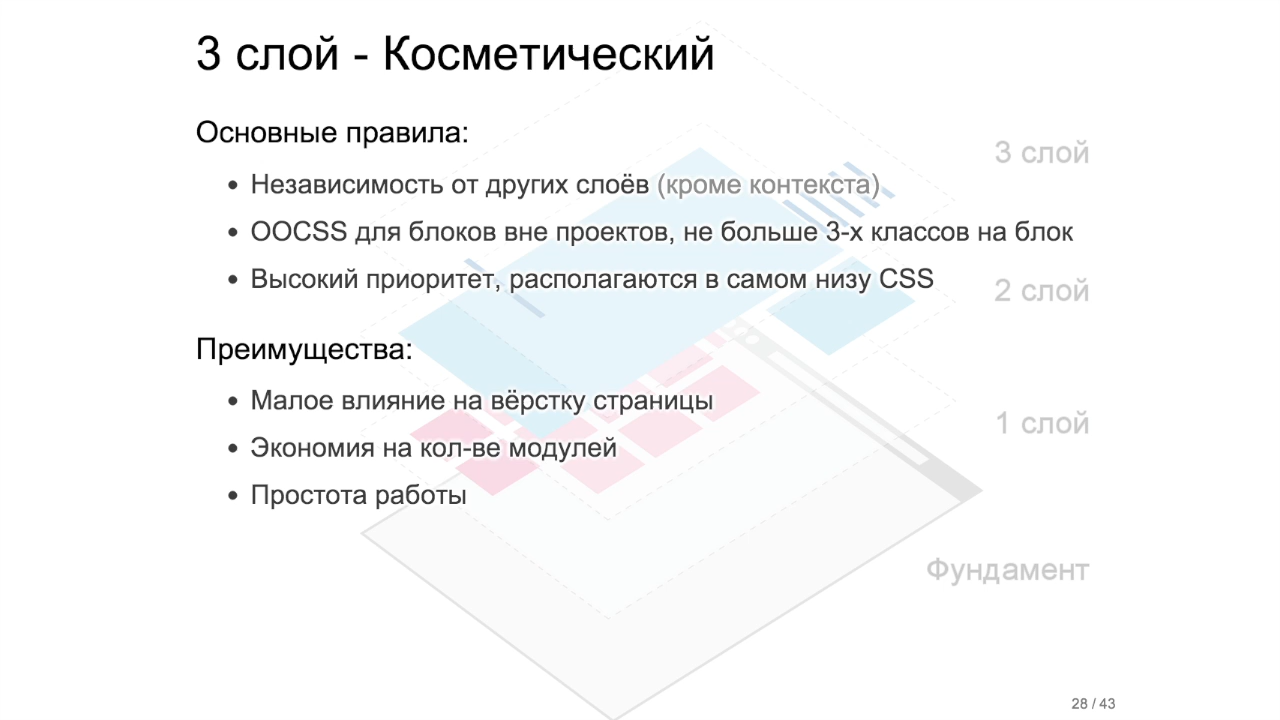 3 слой - Косметический
Основные правила:
3 слой
• Независимость от других слоёв (кроме контекста)
• OOCSS для блоков вне проектов, не больше 3-х классов на блок
• Высокий приоритет, располагаются в самом низу CSS
2 слой
Преимущества:
• Малое влияние на вёрстку страницы
1 слой
• Экономия на кол-ве модулей
• Простота работы
Фундамент
28 / 43